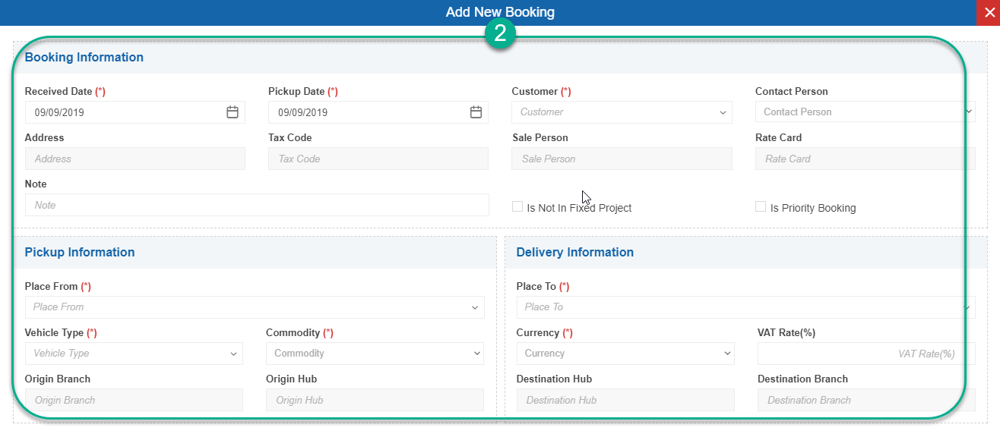 Add New Booking
2
Booking Information
Received Date (*) Pickup Date (*) Customer (*) Contact Person
09/09/2019 09/09/2019 Customer Contact Person
Address Tax Code Sale Person Rate Card
Address Tax Code Sale Person Rate Card
Note
Note Is Not In Fixed Project Is Priority Booking
Pickup Information Delivery Information
Place From (*) Place To (*)
Place From Place To
Vehicle Type (*) Commodity (*) Currency (*) VAT Rate(%)
Vehicle Type Commodity Currency VAT Rate(%)
Origin Branch Origin Hub Destination Hub Destination Branch
Origin Branch Origin Hub Destination Hub Destination Branch